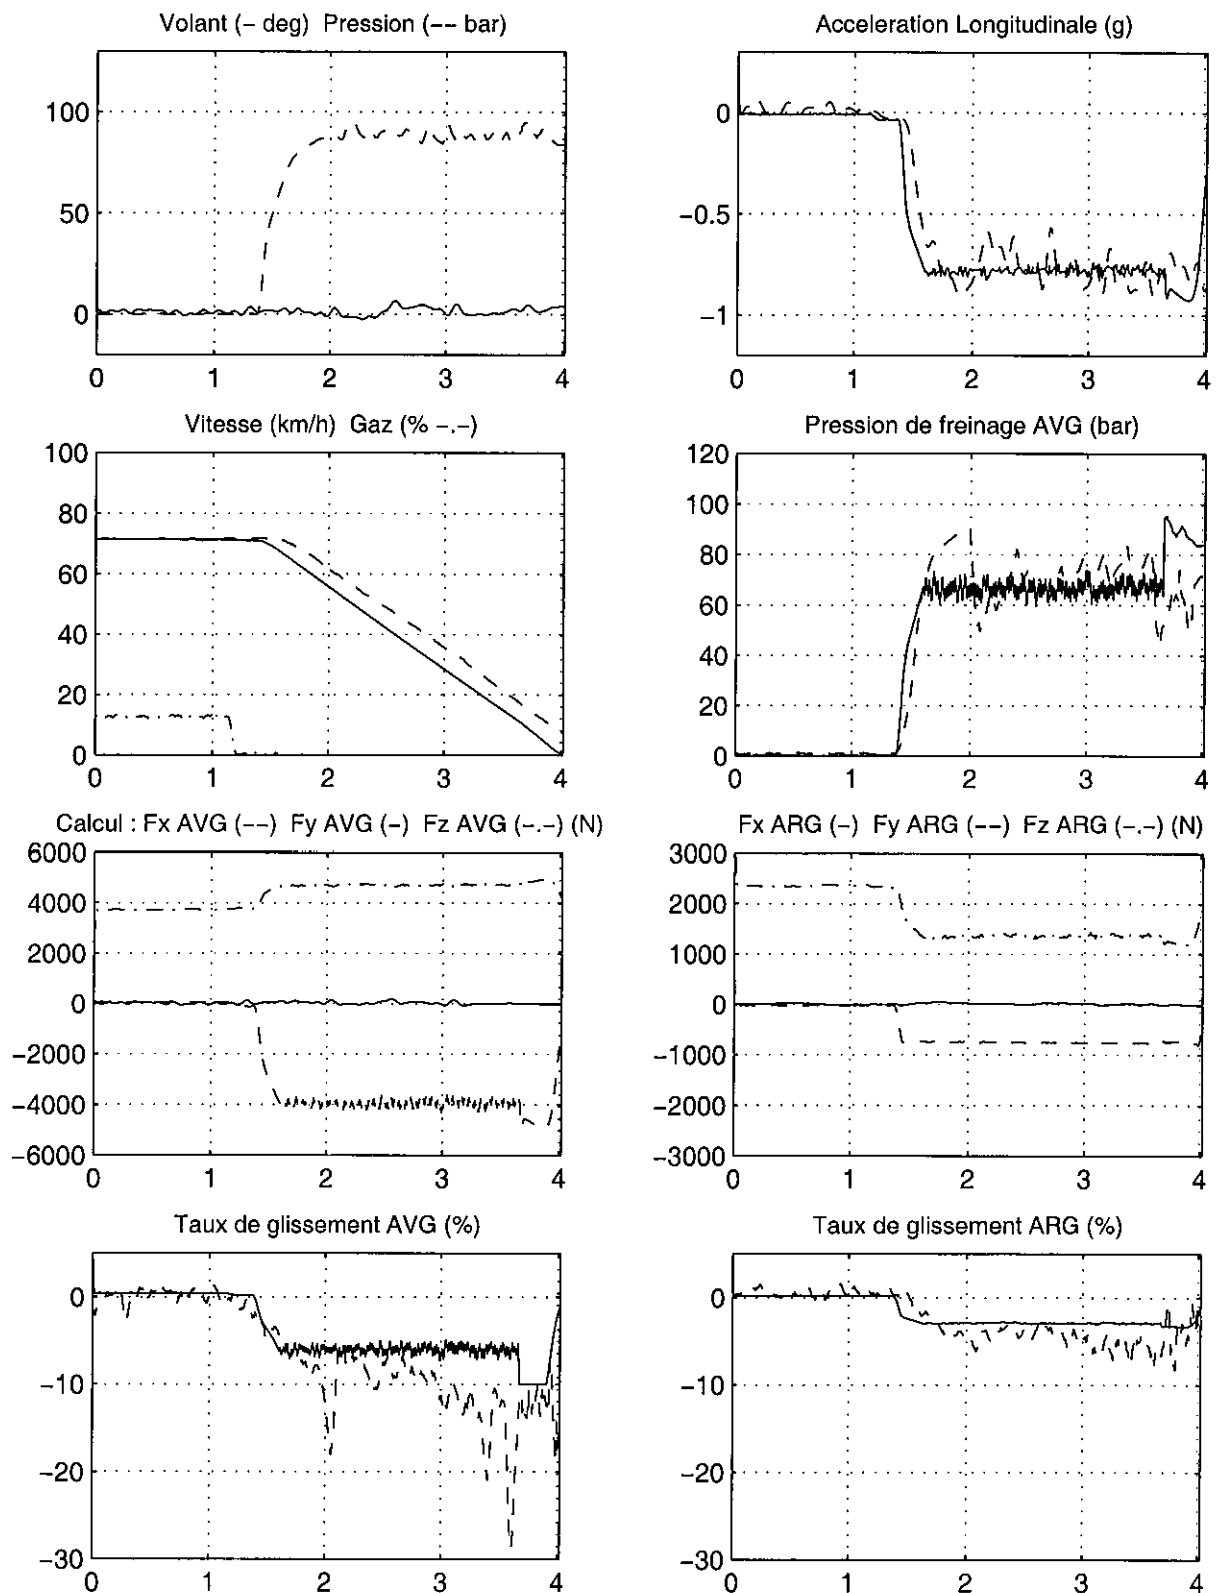 Volant (– deg)  Pression (–– bar)
100
50
0
0 1 2 3 4
Acceleration Longitudinale (g)
0
−0.5
−1
0 1 2 3 4
Vitesse (km/h)  Gaz (% –.–)
100
80
60
40
20
0
0 1 2 3 4
Pression de freinage AVG (bar)
120
100
80
60
40
20
0
0 1 2 3 4
Calcul : Fx AVG (––)  Fy AVG (–)  Fz AVG (–.–) (N)
6000
4000
2000
0
−2000
−4000
−6000
0 1 2 3 4
Fx ARG (–)  Fy ARG (––)  Fz ARG (–.–) (N)
3000
2000
1000
0
−1000
−2000
−3000
0 1 2 3 4
Taux de glissement AVG (%)
0
−10
−20
−30
0 1 2 3 4
Taux de glissement ARG (%)
0
−10
−20
−30
0 1 2 3 4